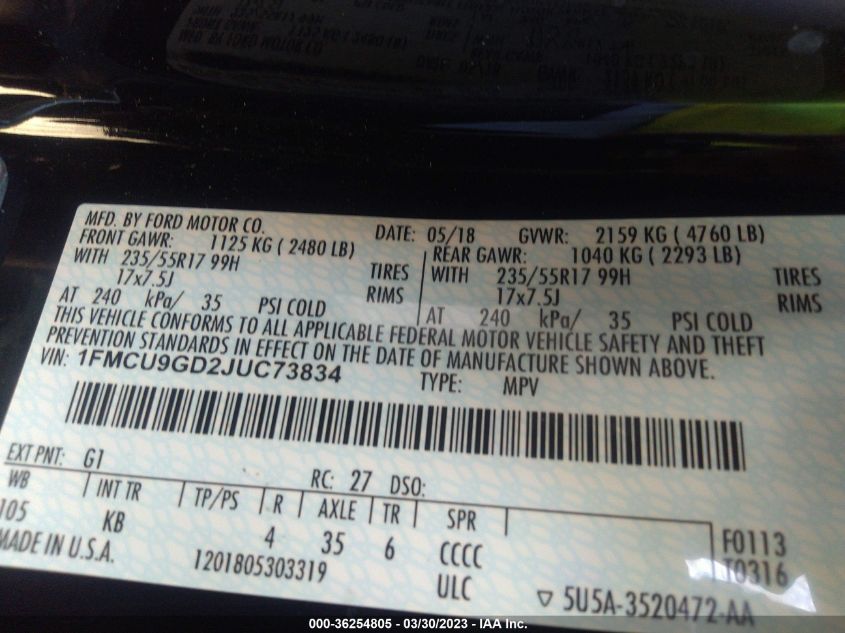 MFD. BY FORD MOTOR CO.
DATE: 05/18 GVWR: 2159 KG ( 4760 LB)
FRONT GAWR: 1125 KG ( 2480 LB)
REAR GAWR: 1040 KG ( 2293 LB)
WITH 235/55R17 99H TIRES
WITH 235/55R17 99H TIRES
17x7.5J RIMS
17x7.5J RIMS
AT 240 kPa/ 35 PSI COLD
AT 240 kPa/ 35 PSI COLD
THIS VEHICLE CONFORMS TO ALL APPLICABLE FEDERAL MOTOR VEHICLE SAFETY AND THEFT
PREVENTION STANDARDS IN EFFECT ON THE DATE OF MANUFACTURE SHOWN ABOVE.
VIN: 1FMCU9GD2JUC73834 TYPE: MPV
EXT PNT: G1 RC: 27 DSO:
WB INT TR TP/PS R AXLE TR SPR
105 KB 4 35 6 CCCC F0113
MADE IN U.S.A. 1201805303319 ULC T0316
5U5A-3520472-AA
000-36254805 - 03/30/2023 - IAA Inc.